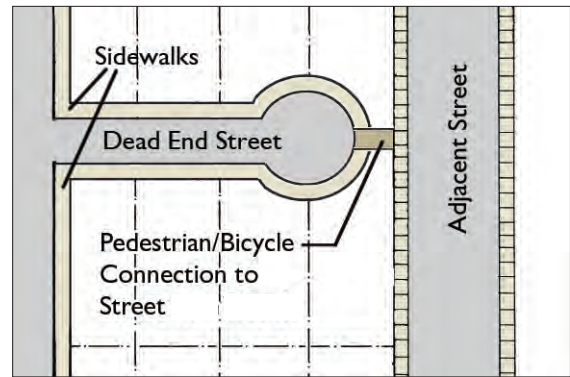 Sidewalks
Dead End Street
Adjacent Street
Pedestrian/Bicycle
Connection to
Street